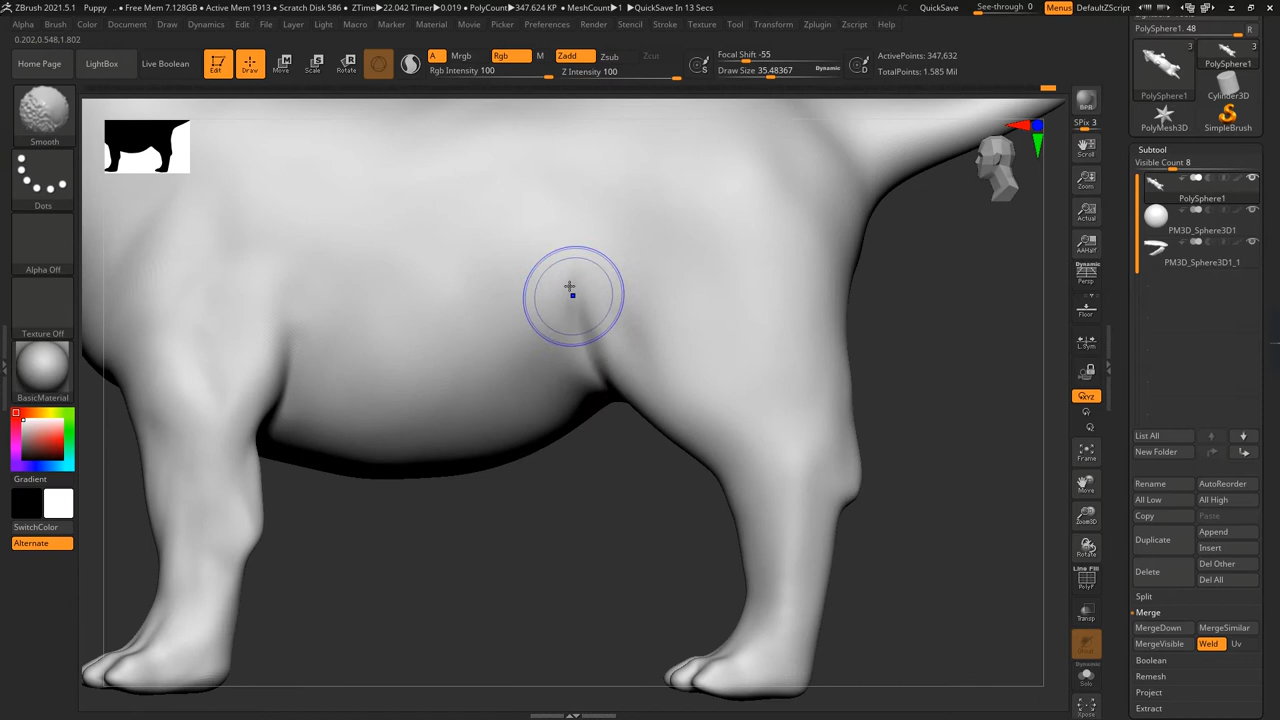 ZBrush 2021.5.1 Puppy .. • Free Mem 7.128GB • Active Mem 1913 • Scratch Disk 586 • ZTime▶22.042 Timer▶0.019 • PolyCount▶347.624 KP • MeshCount▶1 • QuickSave In 13 Secs AC QuickSave See-through 0 Menus DefaultZScript
Alpha Brush Color Document Draw Dynamics Edit File Layer Light Macro Marker Material Movie Picker Preferences Render Stencil Stroke Texture Tool Transform Zplugin Zscript Help
0.202,0.548,1.802
Home Page LightBox Live Boolean Edit Draw Move Scale Rotate
A Mrgb Rgb M Zadd Zsub Zcut
Rgb Intensity 100 Z Intensity 100
S Focal Shift -55
Draw Size 35.48367 Dynamic
D ActivePoints: 347,632
TotalPoints: 1.585 Mil
Smooth
Dots
Alpha Off
Texture Off
BasicMaterial
Gradient
SwitchColor
Alternate
BPR
SPix 3
Scroll
Zoom
Actual
AAHalf
Dynamic
Persp
Floor
L.Sym
XYZ
Frame
Move
Zoom3D
Rotate
Line Fill
PolyF
Transp
Dynamic
Solo
Xpose
PolySphere1. 48 R
3 3
PolySphere1
PolySphere1 Cylinder3D
PolyMesh3D SimpleBrush
Subtool
Visible Count 8
PolySphere1
PM3D_Sphere3D1
PM3D_Sphere3D1_1
List All
New Folder
Rename AutoReorder
All Low All High
Copy Paste
Duplicate Append
Insert
Delete Del Other
Del All
Split
Merge
MergeDown MergeSimilar
MergeVisible Weld Uv
Boolean
Remesh
Project
Extract